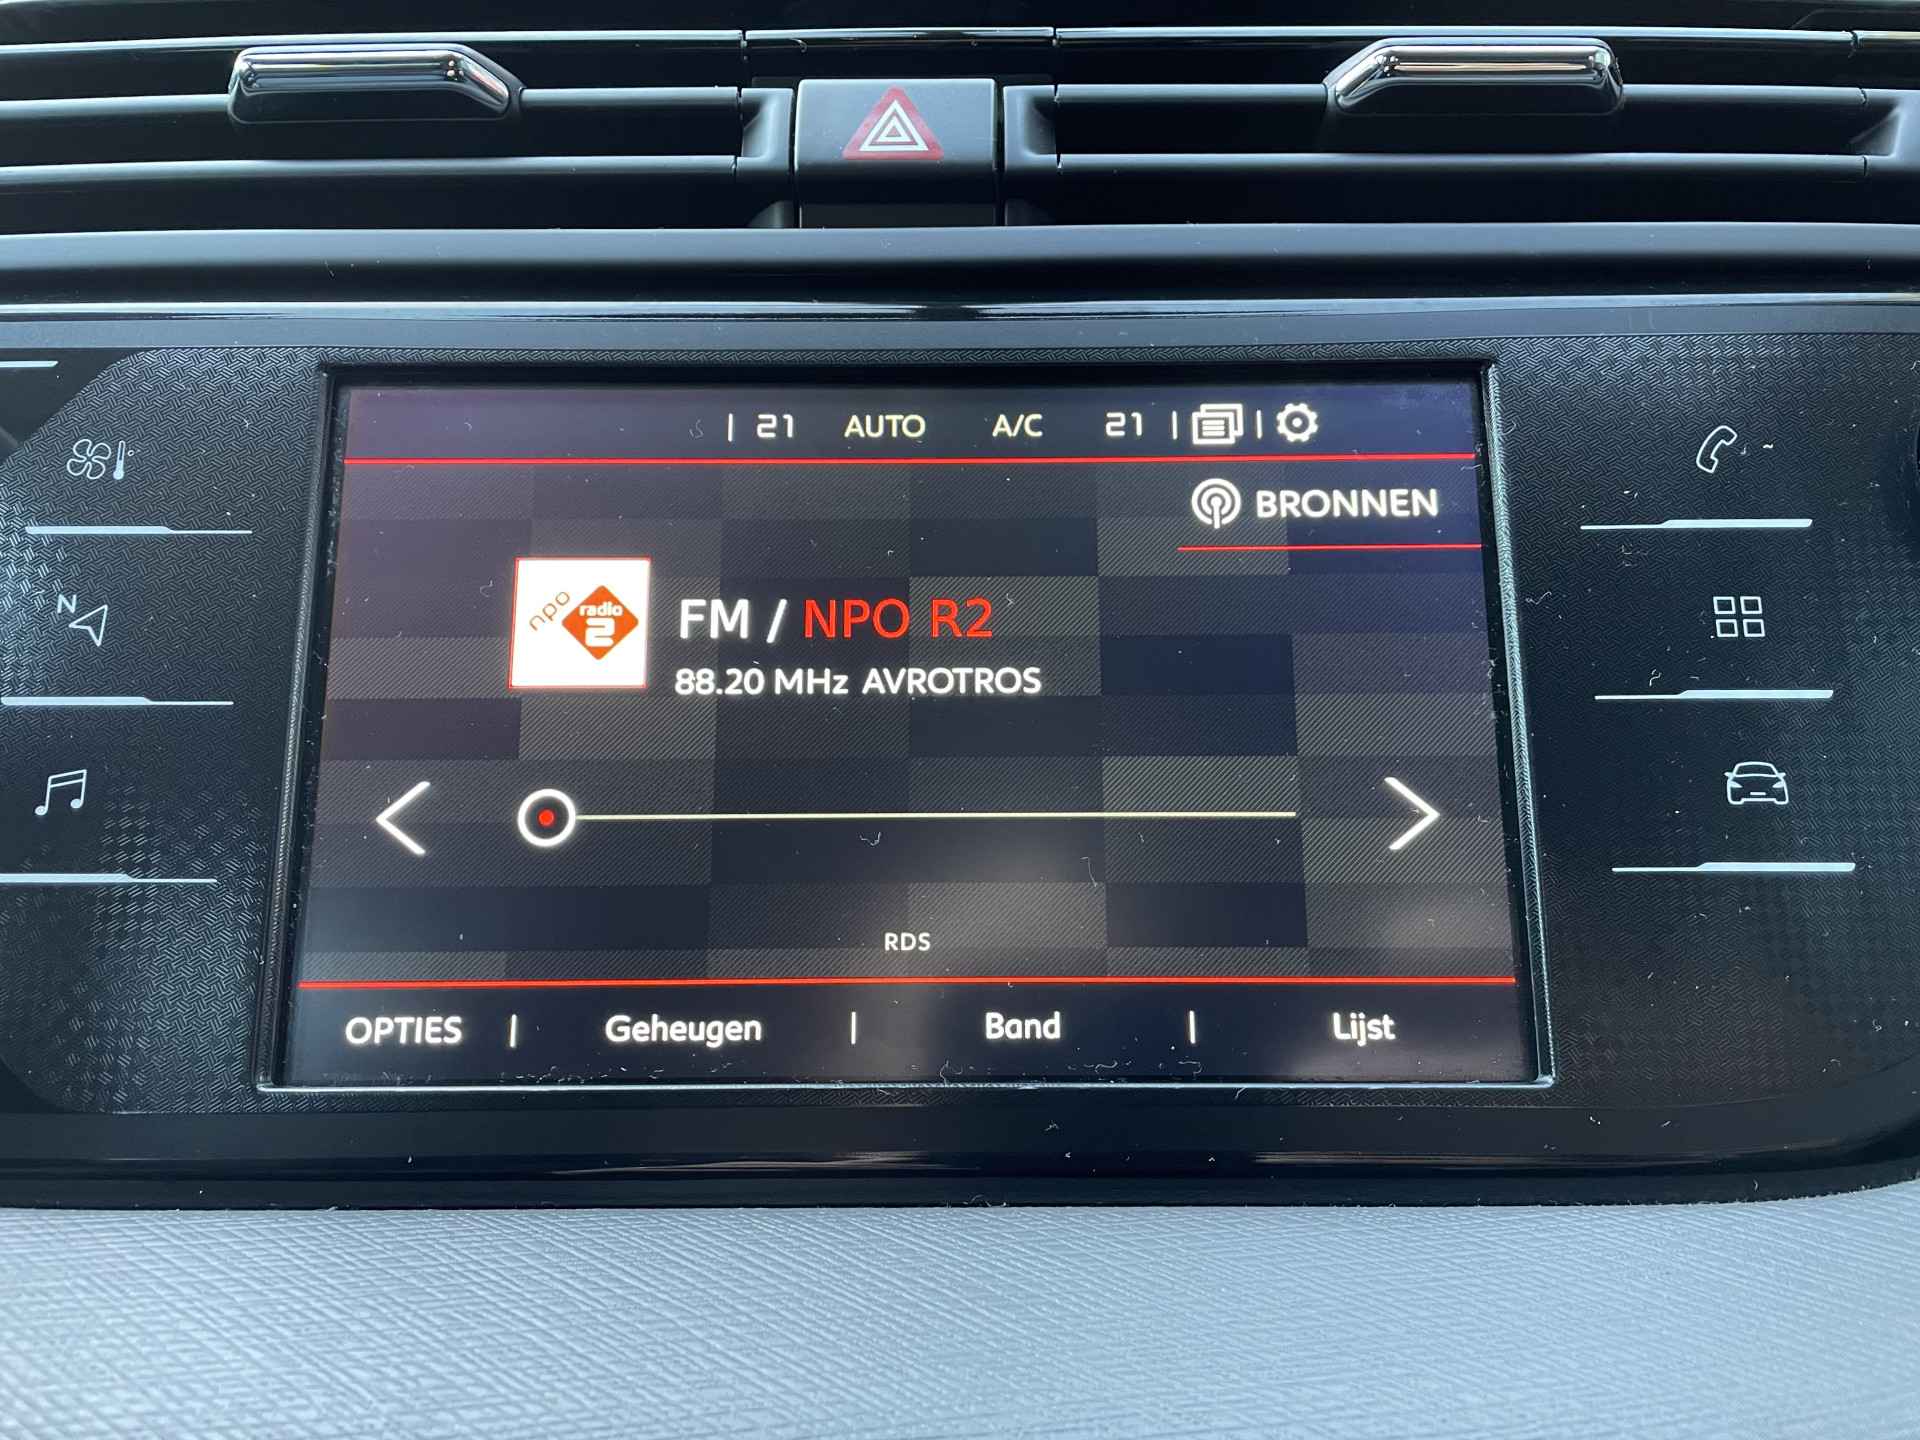 | 21 AUTO A/C 21 | |
BRONNEN
npo radio 2
FM / NPO R2
88.20 MHz AVROTROS
N
RDS
OPTIES | Geheugen | Band | Lijst